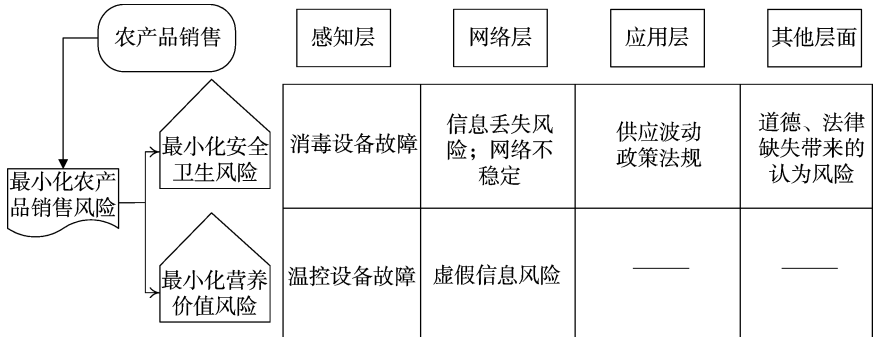 农产品销售
感知层
网络层
应用层
其他层面
最小化农产
品销售风险
最小化安全
卫生风险
消毒设备故障
信息丢失风
险；网络不
稳定
供应波动
政策法规
道德、法律
缺失带来的
认为风险
最小化营养
价值风险
温控设备故障
虚假信息风险
——
——